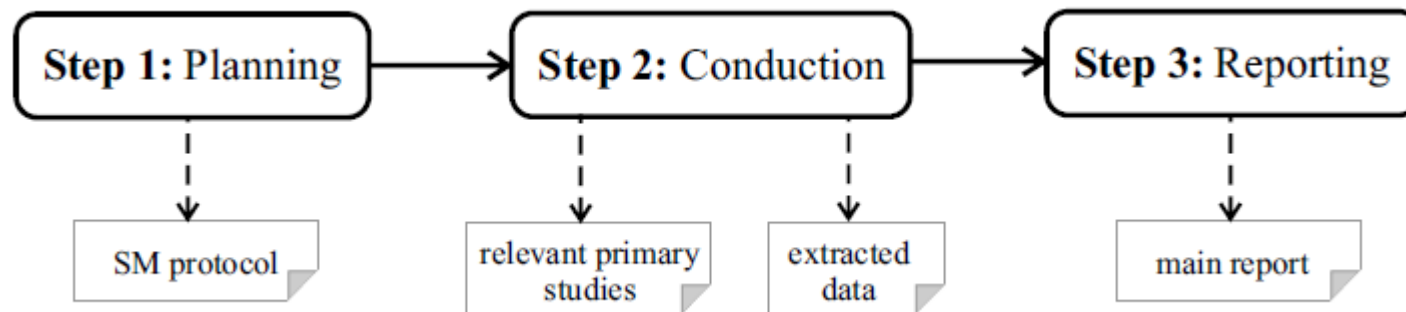 Step 1: Planning
Step 2: Conduction
Step 3: Reporting
SM protocol
relevant primary
studies
extracted
data
main report